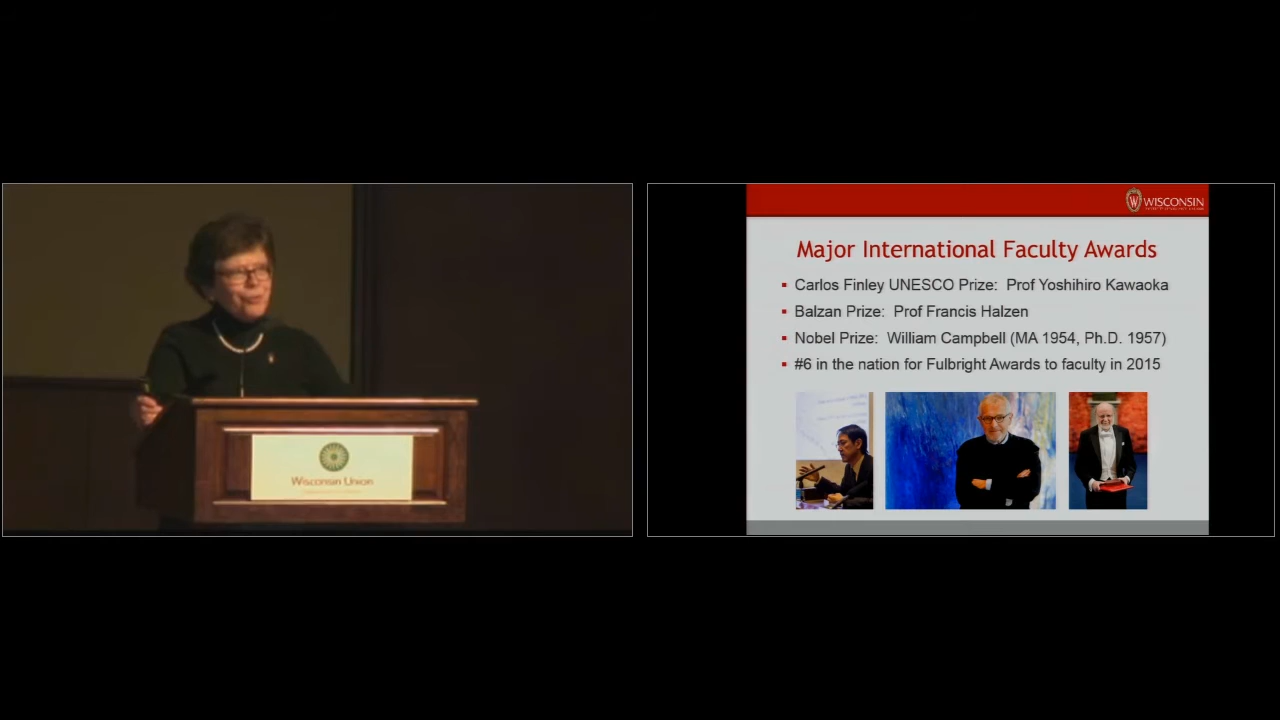 Wisconsin Union
WISCONSIN
Major International Faculty Awards
Carlos Finley UNESCO Prize: Prof Yoshihiro Kawaoka
Balzan Prize: Prof Francis Halzen
Nobel Prize: William Campbell (MA 1954, Ph.D. 1957)
#6 in the nation for Fulbright Awards to faculty in 2015